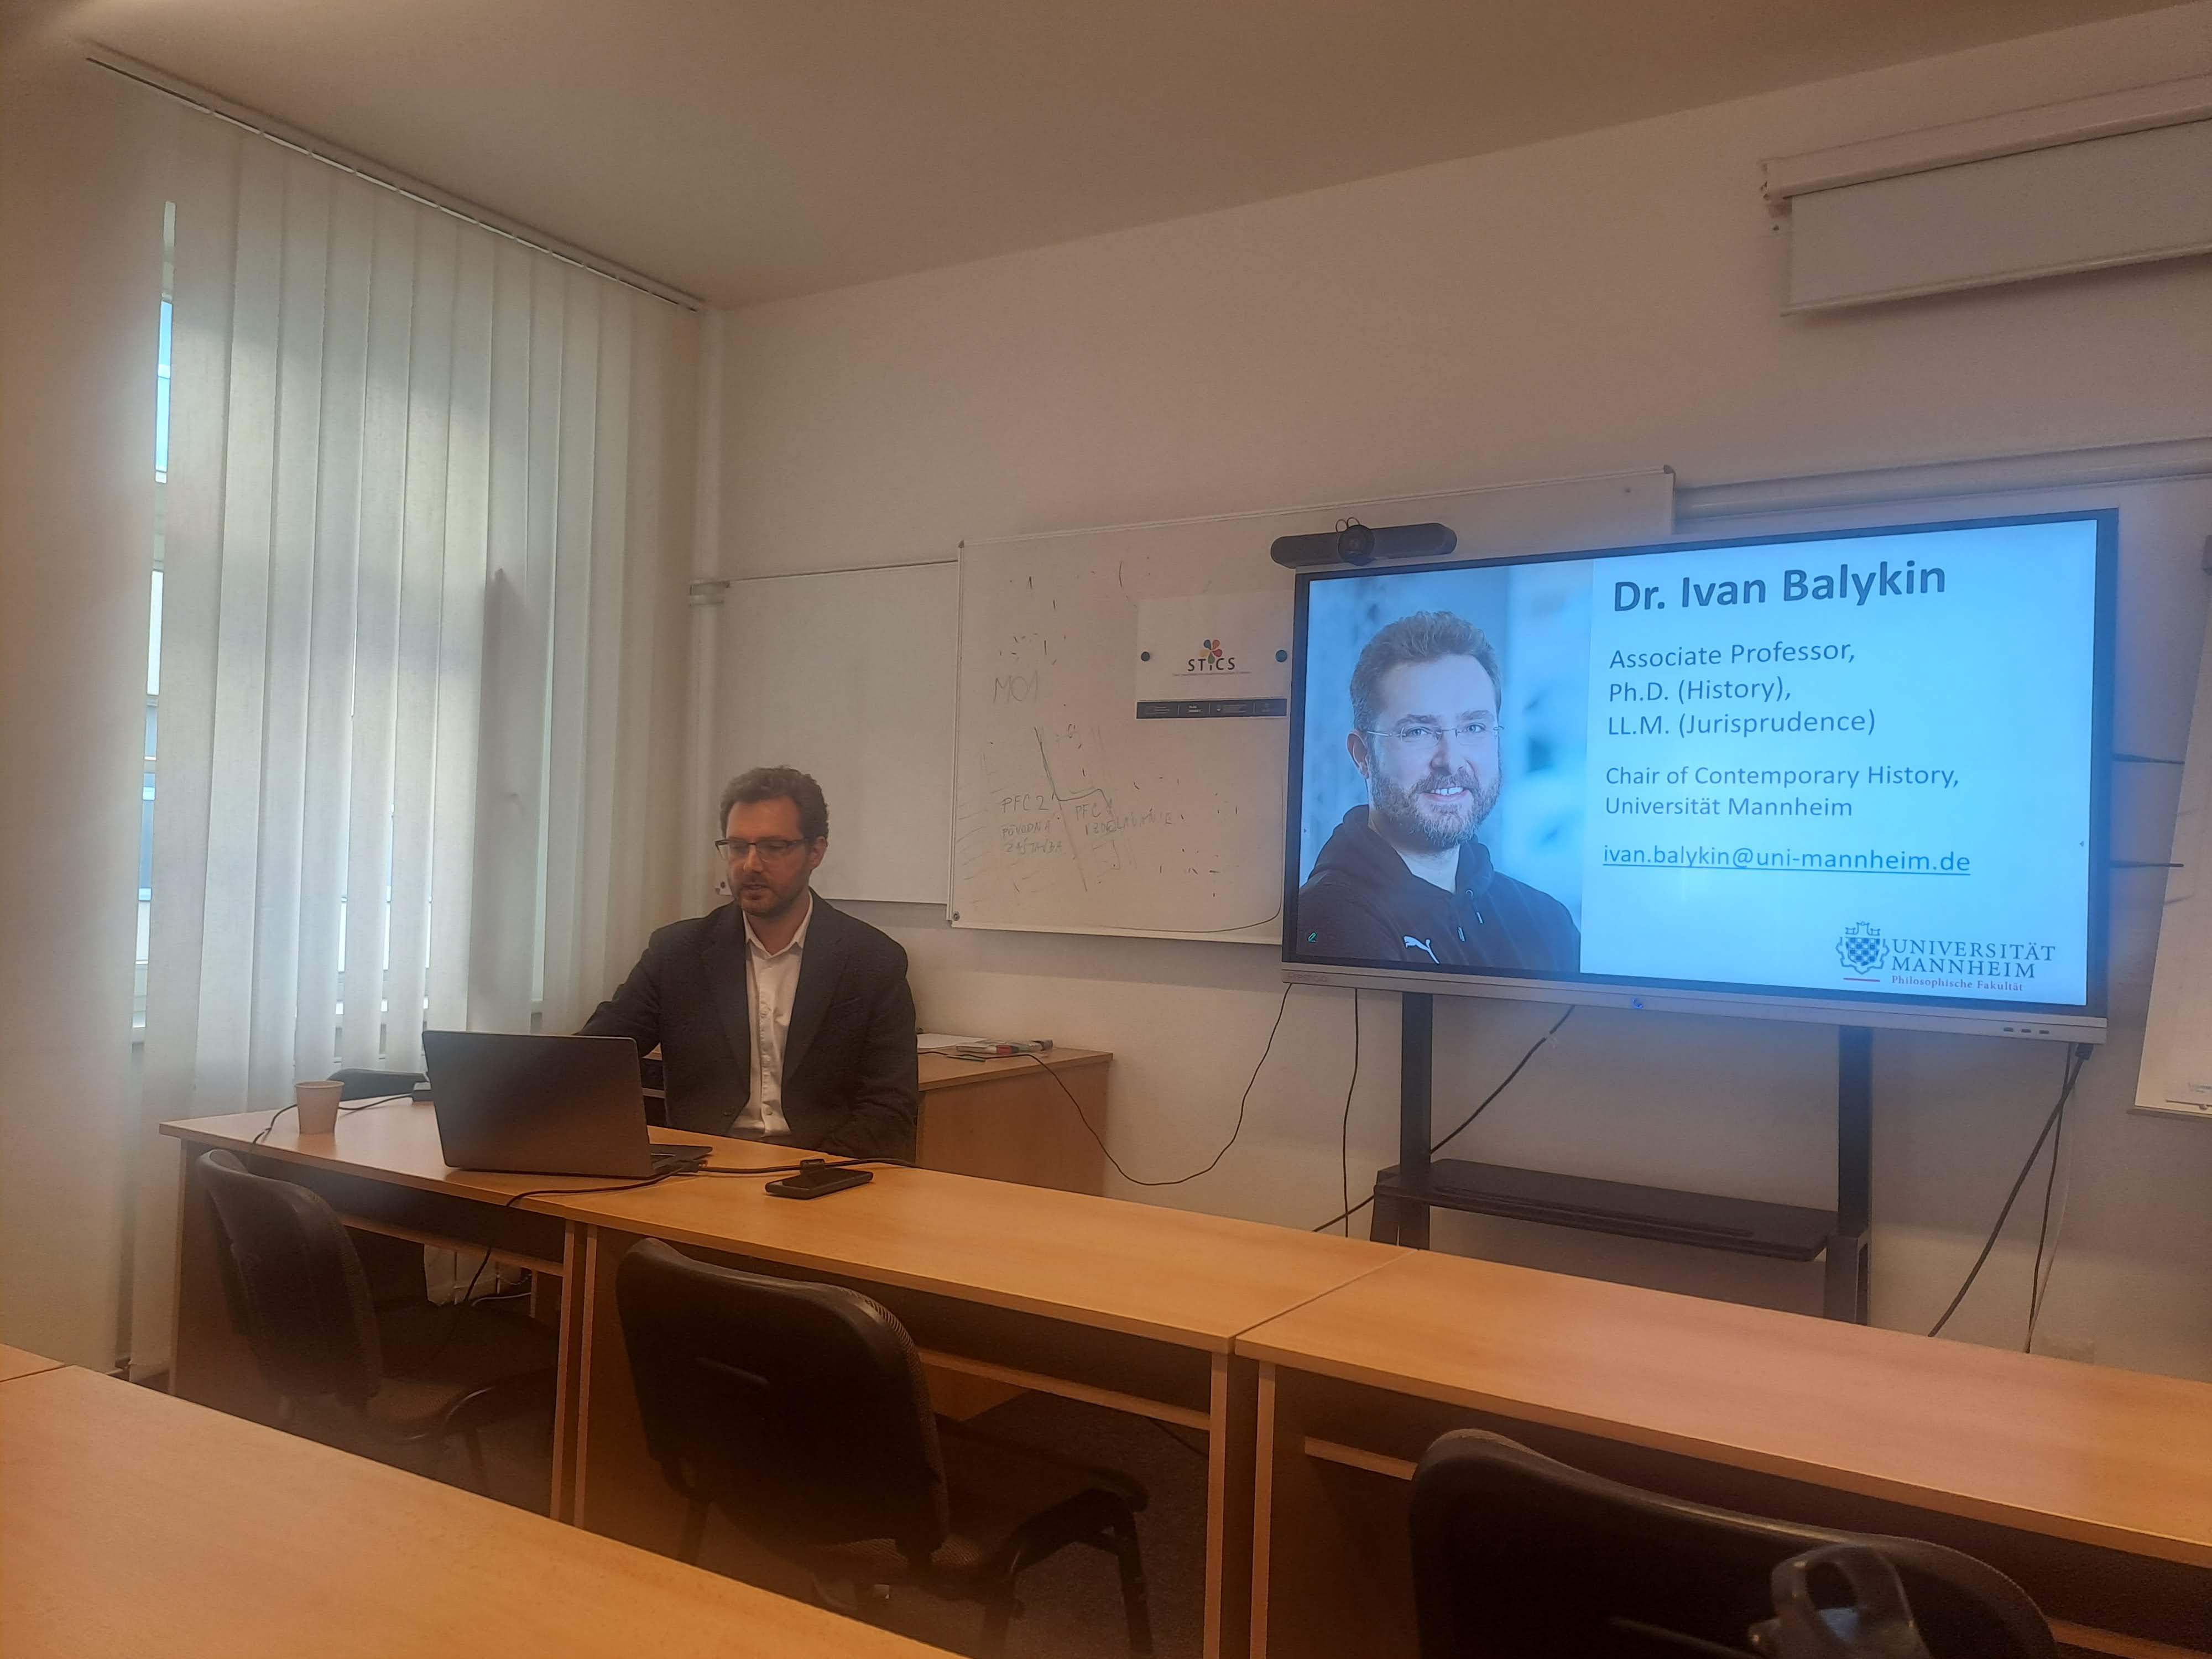 Dr. Ivan Balykin
Associate Professor,
Ph.D. (History),
LL.M. (Jurisprudence)
Chair of Contemporary History,
Universität Mannheim
ivan.balykin@uni-mannheim.de
UNIVERSITÄT
MANNHEIM
Philosophische Fakultät
STiCS
PFC 2
PFC